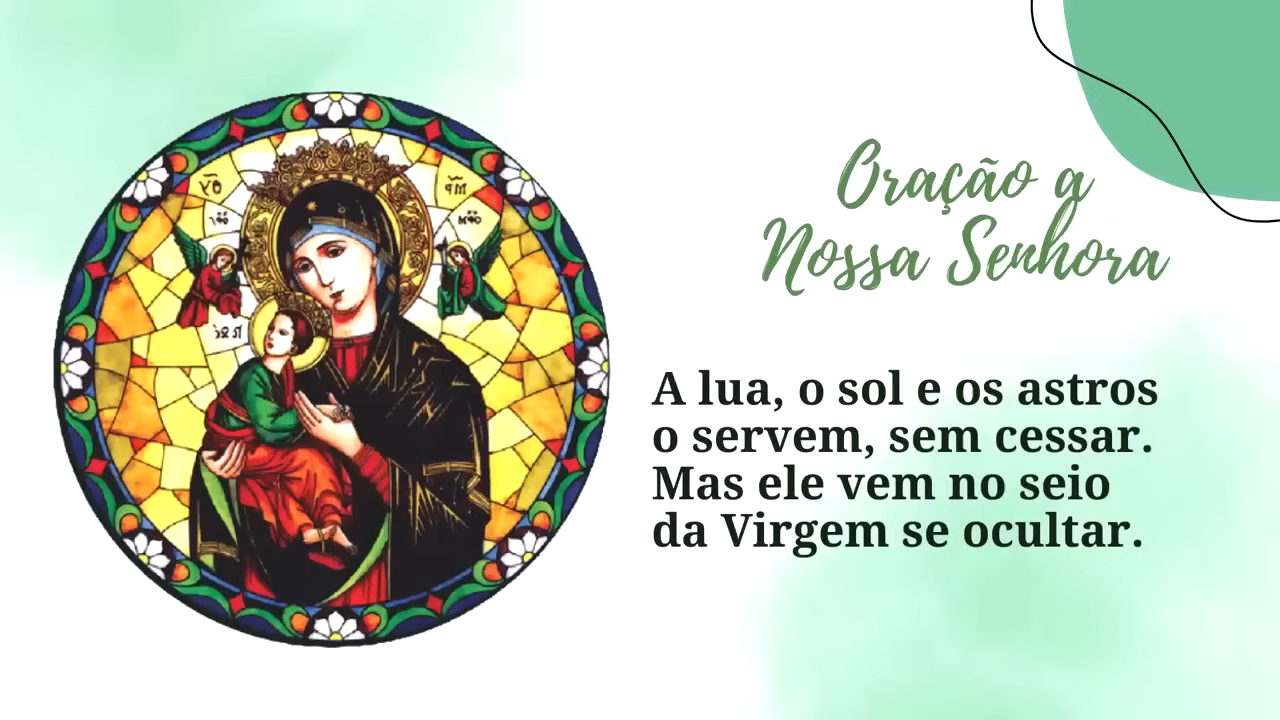 Oração a
Nossa Senhora
A lua, o sol e os astros
o servem, sem cessar.
Mas ele vem no seio
da Virgem se ocultar.